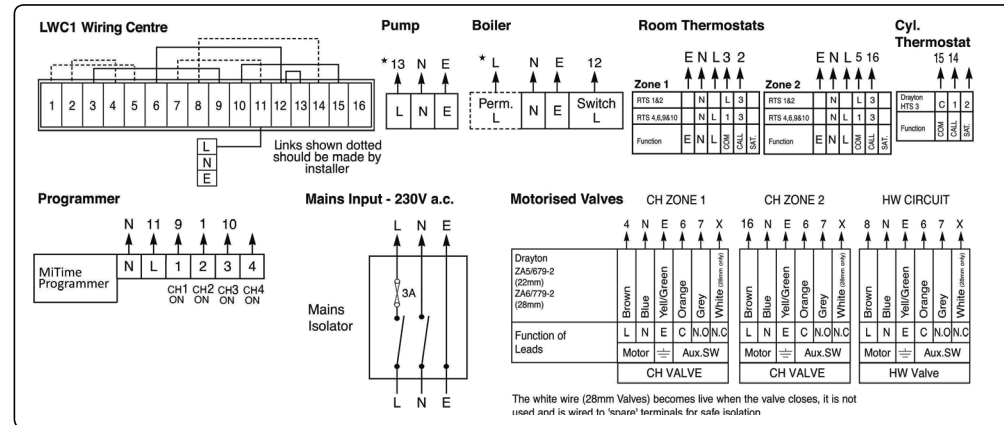 LWC1 Wiring Centre
1 2 3 4 5 6 7 8 9 10 11 12 13 14 15 16
L
N
E
Links shown dotted
should be made by
installer
Pump
* 13 N E
L N E
Boiler
* L N E 12
Perm. L N E Switch L
Room Thermostats
E N L 3 2
Zone 1
RTS 1&2 N L 3
RTS 4,6,9&10 N L 1 3
Function E N L COM CALL SAT.
E N L 5 16
Zone 2
RTS 1&2 N L 3
RTS 4,6,9&10 N L 1 3
Function E N L COM CALL SAT.
Cyl.
Thermostat
15 14
Drayton
HTS 3
C 1 2
Function COM CALL SAT.
Programmer
N 11 9 1 10
MiTime
Programmer
N L 1 2 3 4
CH1 CH2 CH3 CH4
ON ON ON ON
Mains Input - 230V a.c.
L N E
3A
Mains
Isolator
L N E
Motorised Valves
CH ZONE 1
4 N E 6 7 X
Drayton
ZA5/679-2
(22mm)
ZA6/779-2
(28mm)
Brown Blue Yell/Green Orange Grey White (28mm only)
Function of
Leads
L N E C N.O N.C
Motor Aux.SW
CH VALVE
CH ZONE 2
16 N E 6 7 X
Brown Blue Yell/Green Orange Grey White (28mm only)
L N E C N.O N.C
Motor Aux.SW
CH VALVE
HW CIRCUIT
8 N E 6 7 X
Brown Blue Yell/Green Orange Grey White (28mm only)
L N E C N.O N.C
Motor Aux.SW
HW Valve
The white wire (28mm Valves) becomes live when the valve closes, it is not
used and is wired to 'spare' terminals for safe isolation